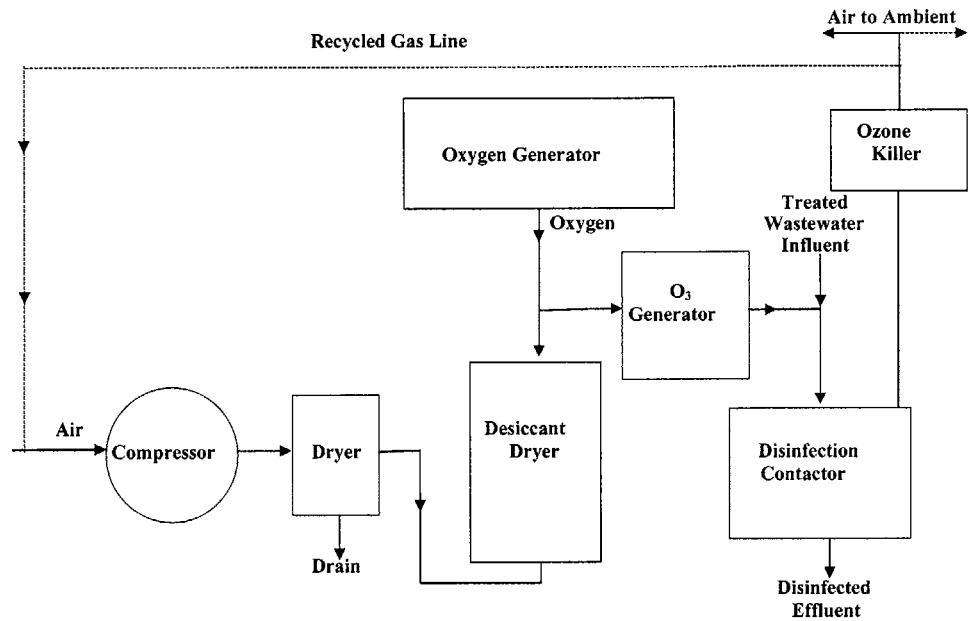 Air to Ambient
Recycled Gas Line
Oxygen Generator
Ozone
Killer
Oxygen
Treated
Wastewater
Influent
O₃
Generator
Air
Compressor
Dryer
Desiccant
Dryer
Disinfection
Contactor
Drain
Disinfected
Effluent